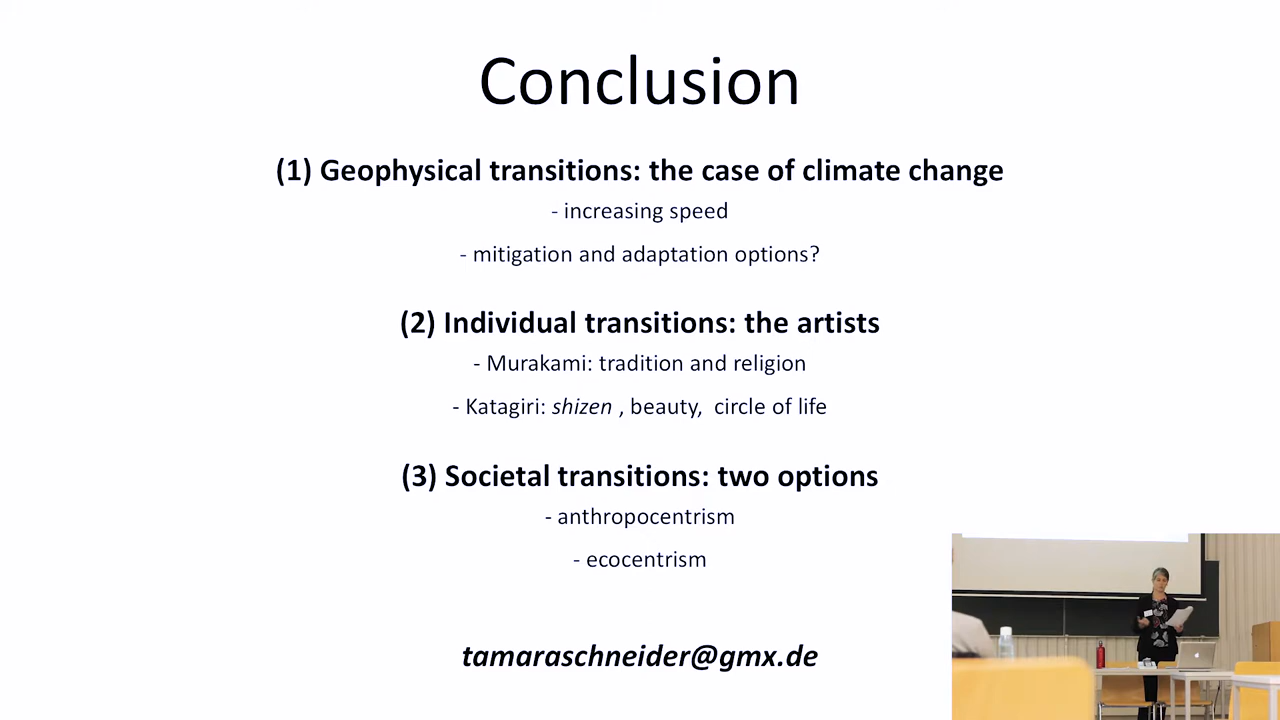 Conclusion
(1) Geophysical transitions: the case of climate change
- increasing speed
- mitigation and adaptation options?
(2) Individual transitions: the artists
- Murakami: tradition and religion
- Katagiri: shizen , beauty, circle of life
(3) Societal transitions: two options
- anthropocentrism
- ecocentrism
tamaraschneider@gmx.de